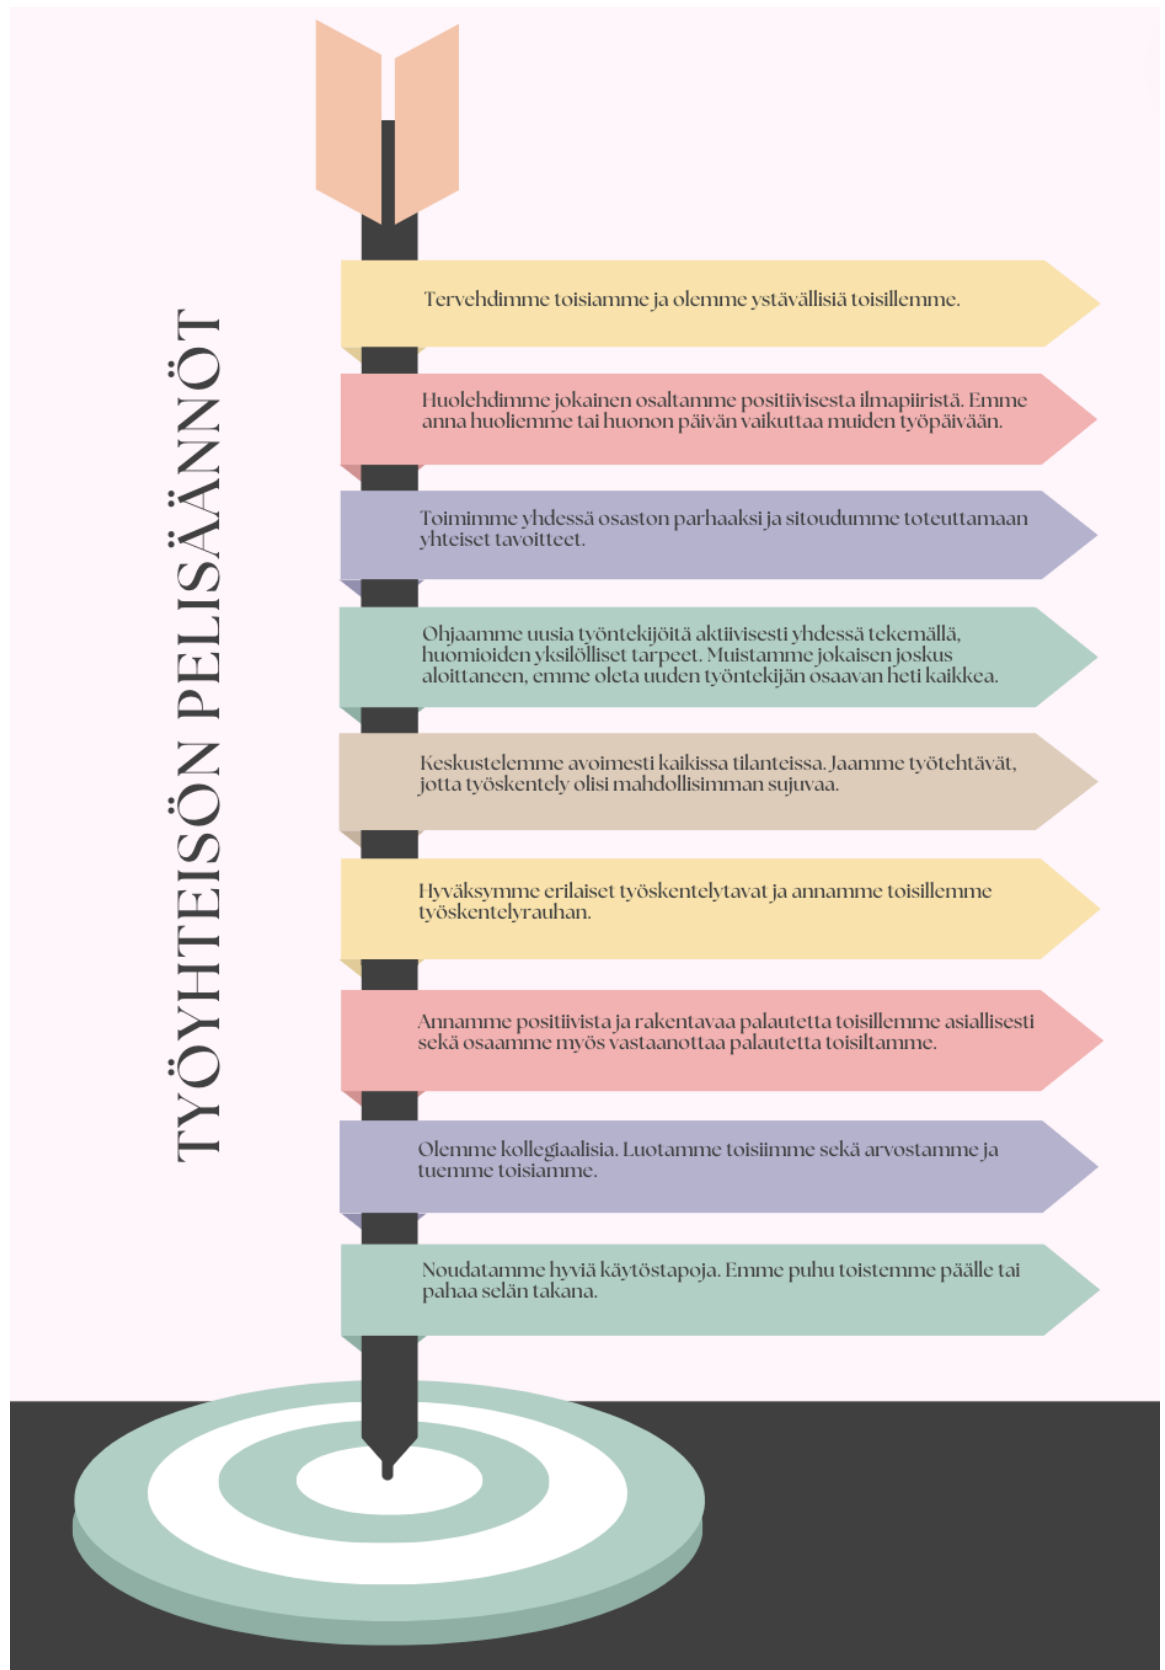 TYÖYHTEISÖN PELISÄÄNNÖT
Tervehdimme toisiamme ja olemme ystävällisiä toisillemme.
Huolehdimme jokainen osaltamme positiivisesta ilmapiiristä. Emme
anna huoliemme tai huonon päivän vaikuttaa muiden työpäivään.
Toimimme yhdessä osaston parhaaksi ja sitoudumme toteuttamaan
yhteiset tavoitteet.
Ohjaamme uusia työntekijöitä aktiivisesti yhdessä tekemällä,
huomioiden yksilölliset tarpeet. Muistamme jokaisen joskus
aloittaneen, emme oleta uuden työntekijän osaavan heti kaikkea.
Keskustelemme avoimesti kaikissa tilanteissa. Jaamme työtehtävät,
jotta työskentely olisi mahdollisimman sujuvaa.
Hyväksymme erilaiset työskentelytavat ja annamme toisillemme
työskentelyrauhan.
Annamme positiivista ja rakentavaa palautetta toisillemme asiallisesti
sekä osaamme myös vastaanottaa palautetta toisiltamme.
Olemme kollegiaalisia. Luotamme toisiimme sekä arvostamme ja
tuemme toisiamme.
Noudatamme hyviä käytöstapoja. Emme puhu toistemme päälle tai
pahaa selän takana.